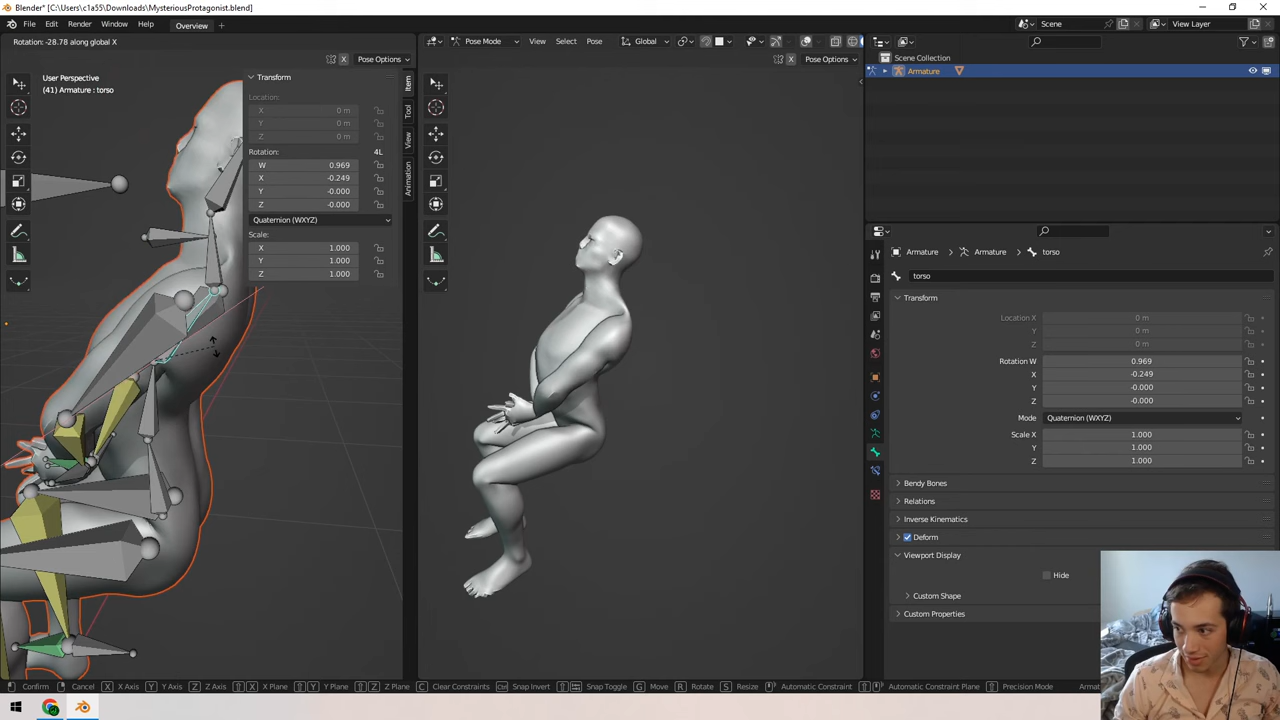 Blender* [C:\Users\c1a55\Downloads\MysteriousProtagonist.blend]
File Edit Render Window Help Overview +
Scene View Layer
Rotation: -28.78 along global X
Pose Mode View Select Pose Global
X Pose Options
X Pose Options
Scene Collection
Armature
User Perspective
(41) Armature : torso
Transform
Location:
X 0 m
Y 0 m
Z 0 m
Rotation: 4L
W 0.969
X -0.249
Y -0.000
Z -0.000
Quaternion (WXYZ)
Scale:
X 1.000
Y 1.000
Z 1.000
Item
Tool
View
Animation
Armature Armature torso
torso
Transform
Location X 0 m
Y 0 m
Z 0 m
Rotation W 0.969
X -0.249
Y -0.000
Z -0.000
Mode Quaternion (WXYZ)
Scale X 1.000
Y 1.000
Z 1.000
Bendy Bones
Relations
Inverse Kinematics
Deform
Viewport Display
Hide
Custom Shape
Custom Properties
Confirm Cancel X X Axis Y Y Axis Z Z Axis X X Plane Y Y Plane Z Z Plane C Clear Constraints Ctrl Snap Invert Snap Toggle G Move R Rotate S Resize Automatic Constraint Automatic Constraint Plane Precision Mode Armat